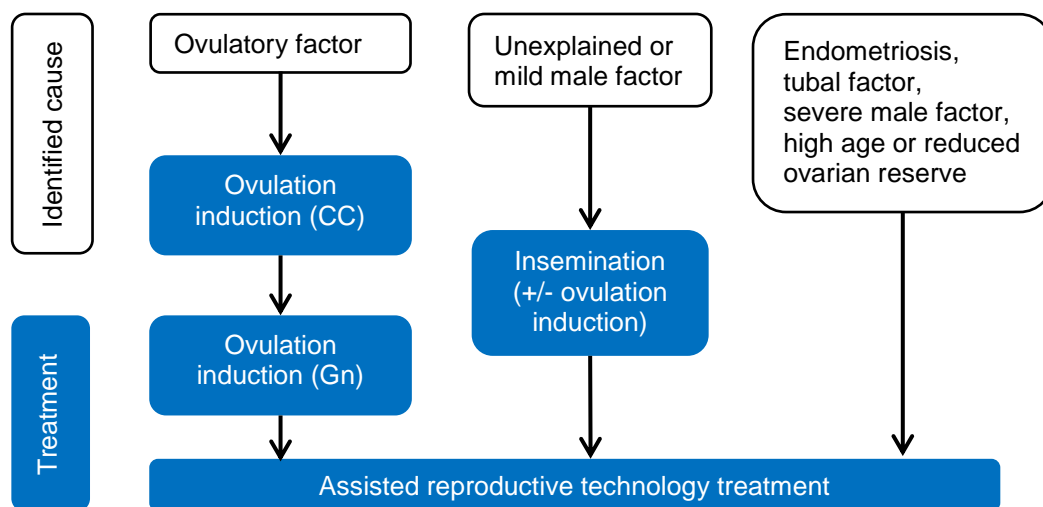 Identified cause
Ovulatory factor
Unexplained or
mild male factor
Endometriosis,
tubal factor,
severe male factor,
high age or reduced
ovarian reserve
Ovulation
induction (CC)
Insemination
(+/- ovulation
induction)
Treatment
Ovulation
induction (Gn)
Assisted reproductive technology treatment